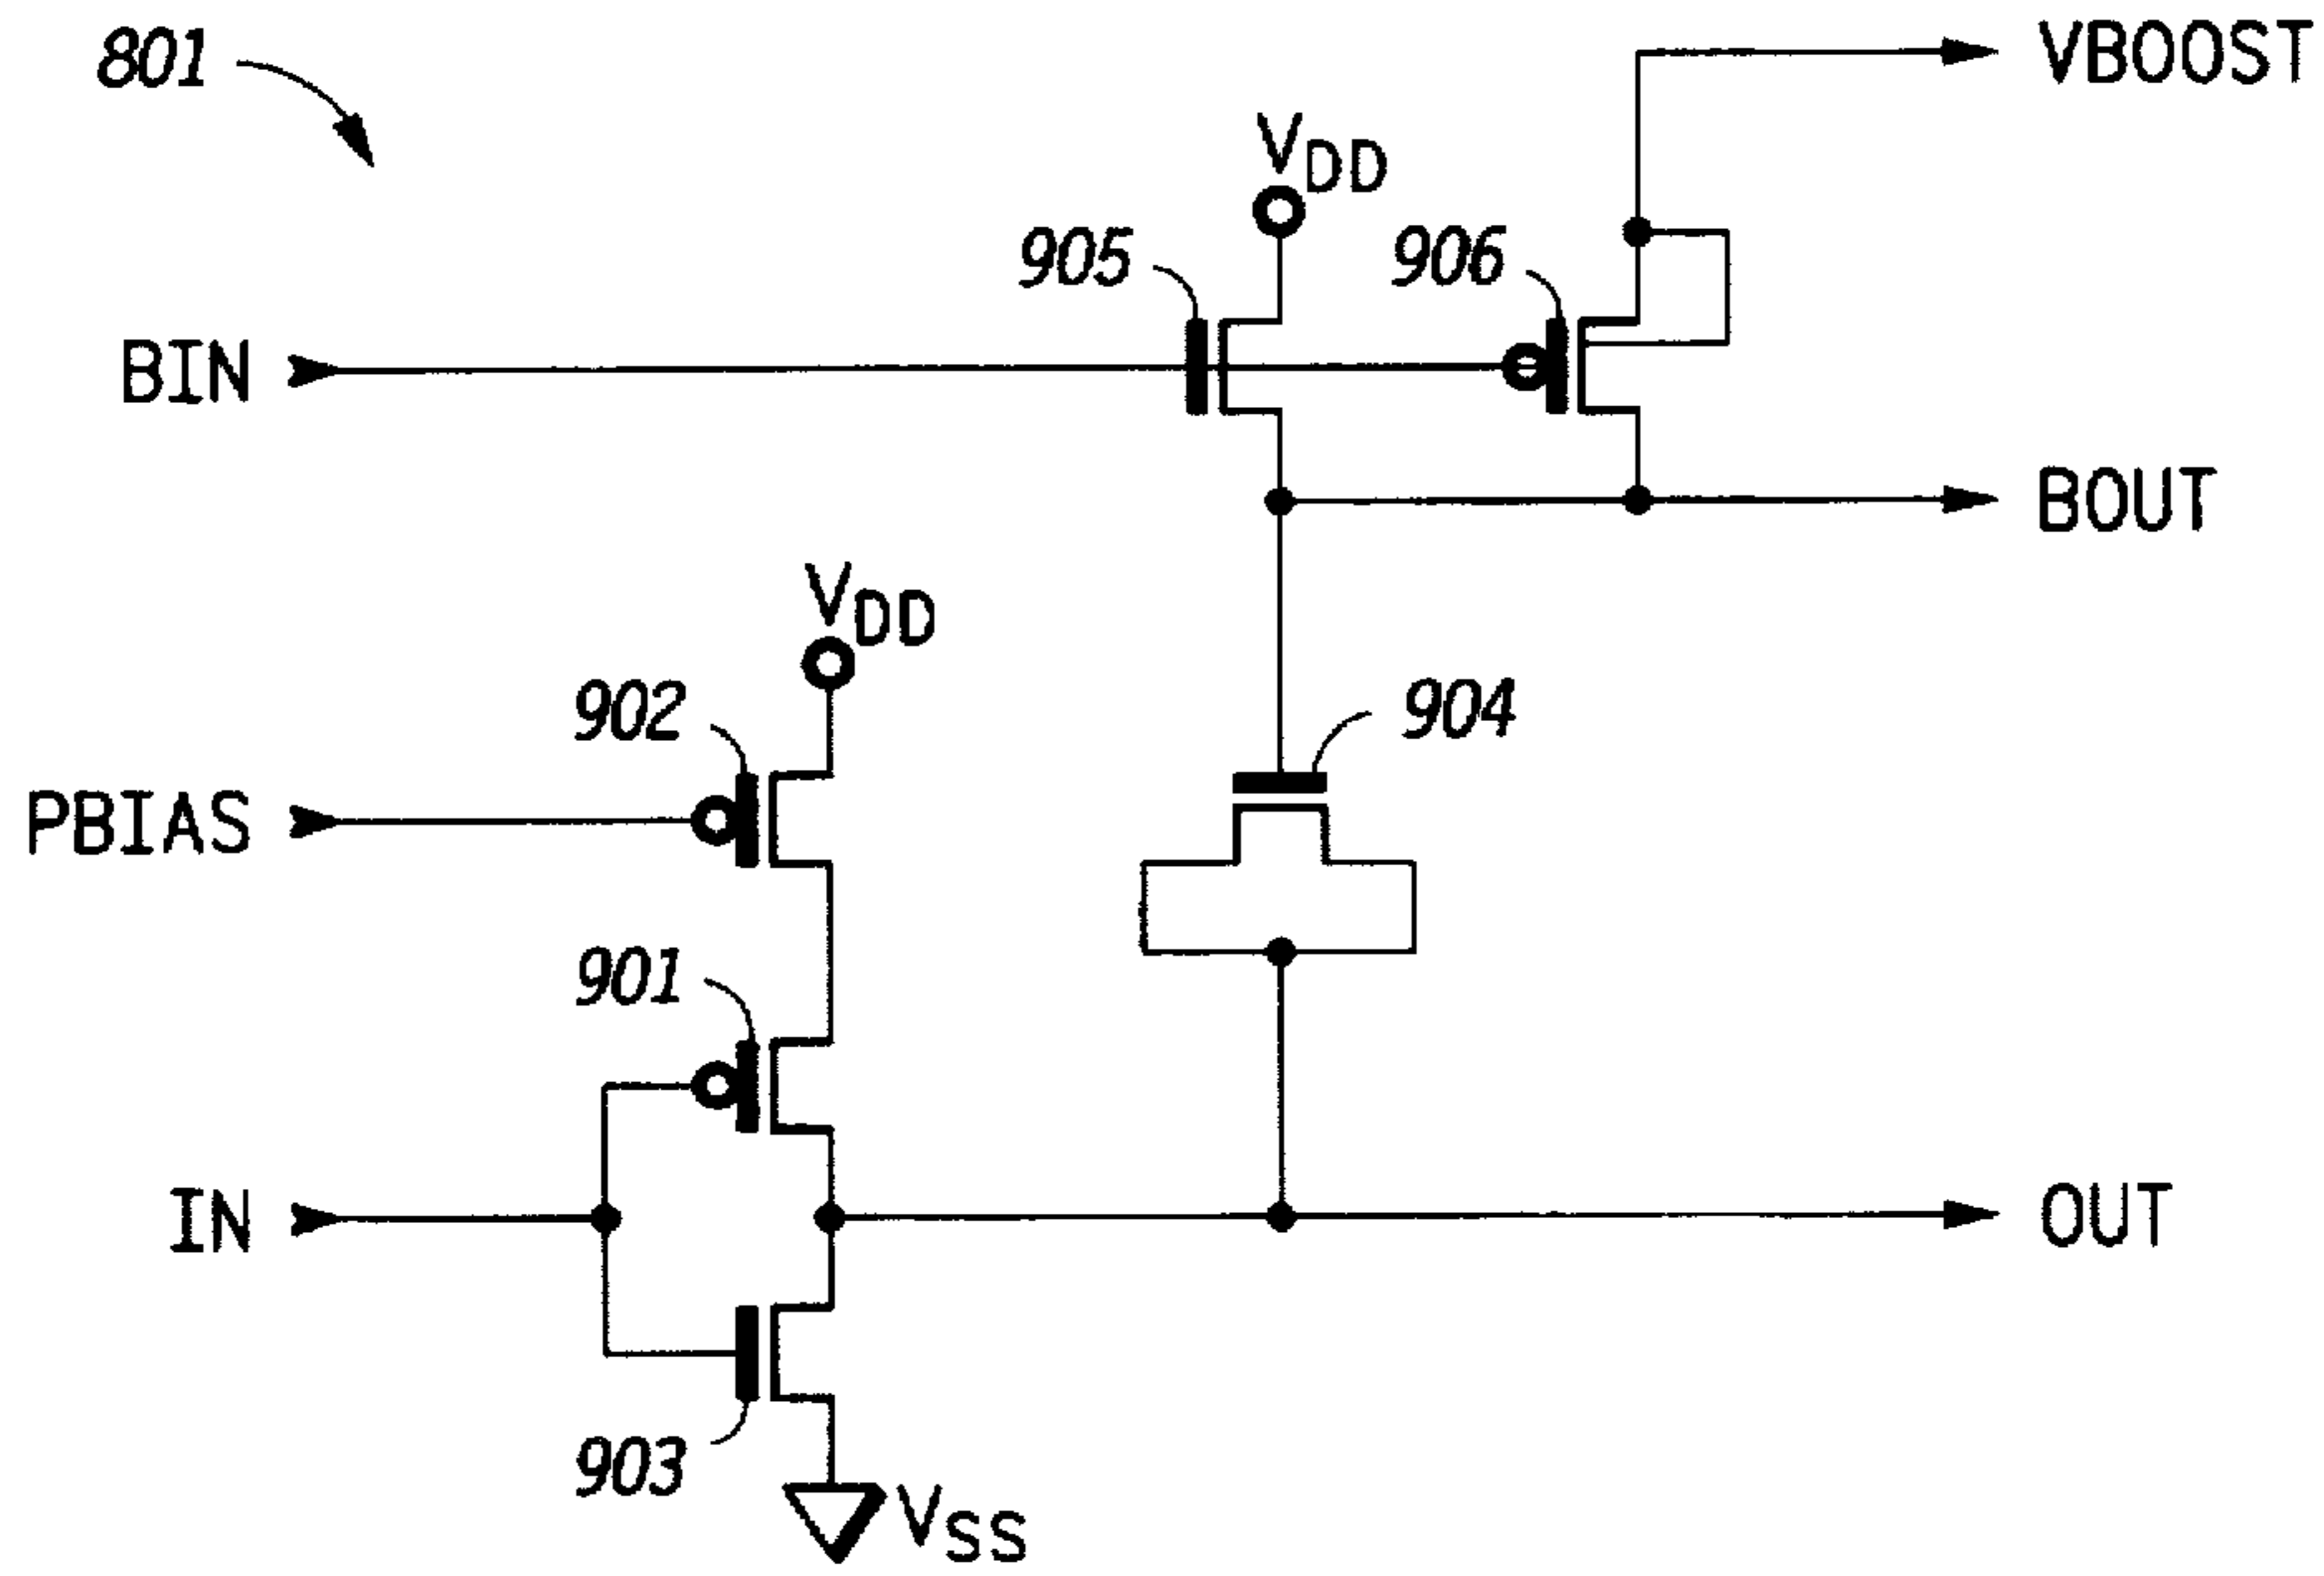 801
VBOOST
VDD
905
906
BIN
BOUT
VDD
902
904
PBIAS
901
IN
OUT
903
VSS